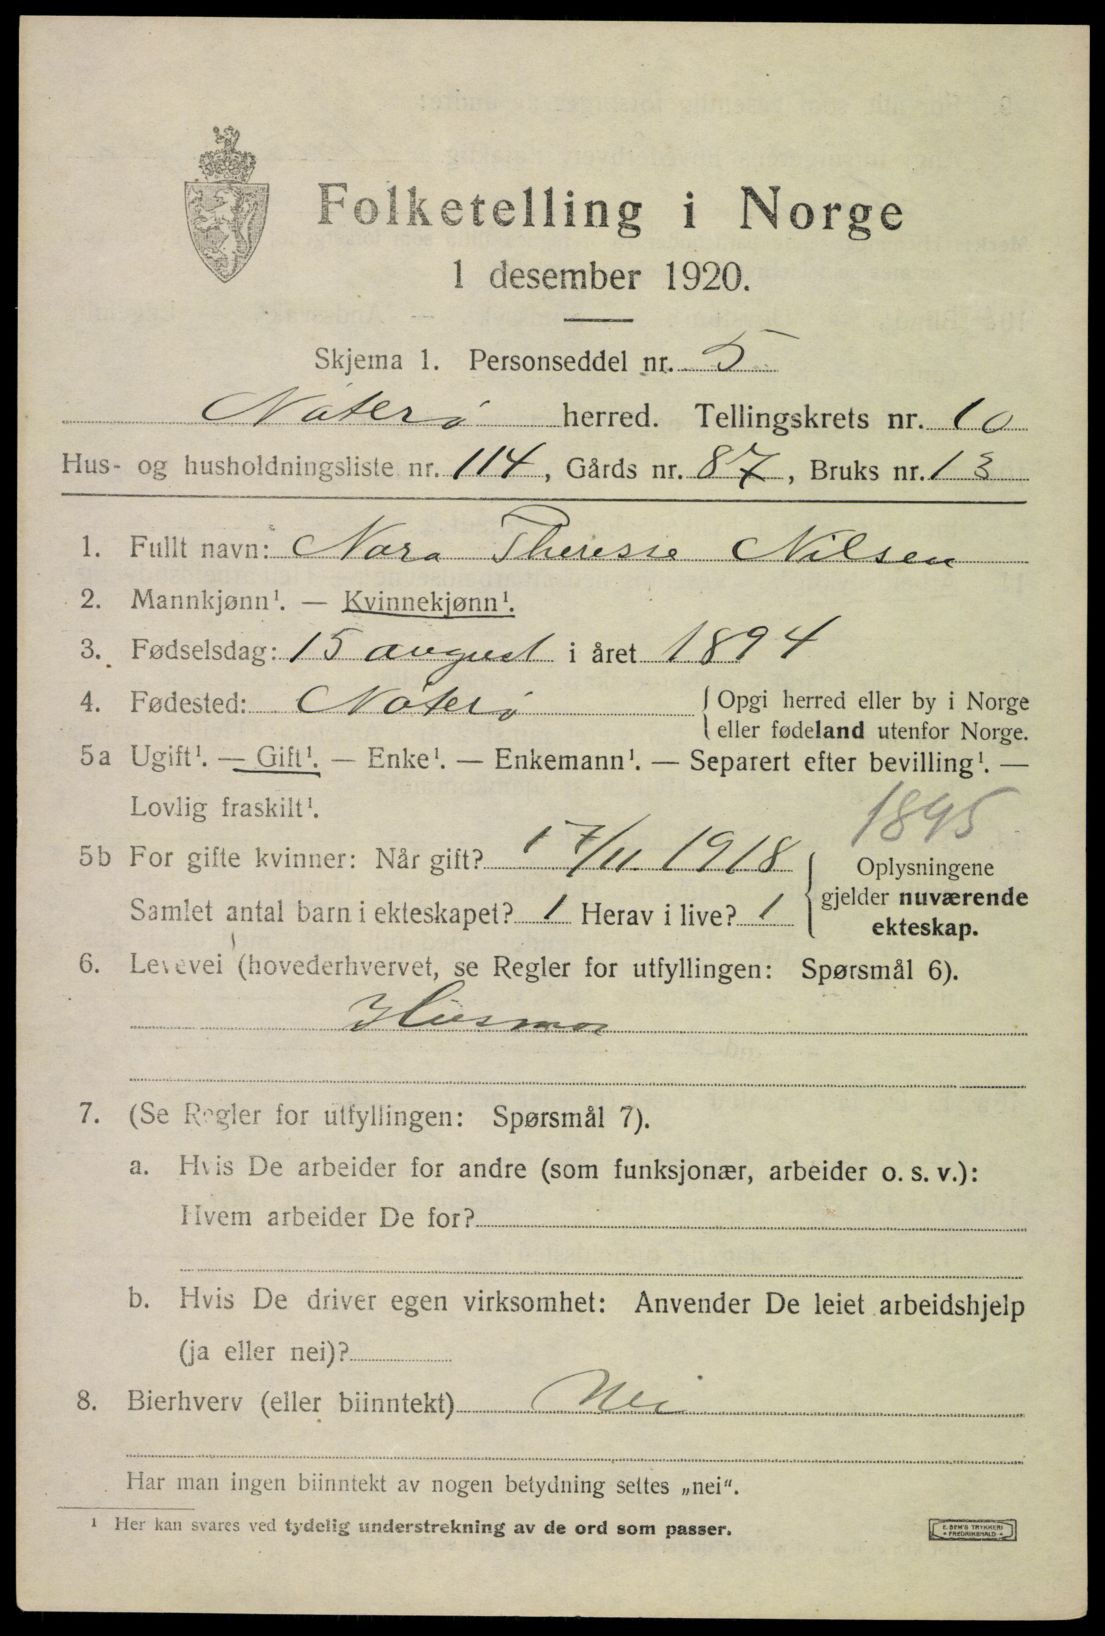 Folketelling i Norge
1 desember 1920.
Skjema 1. Personseddel nr. 5
Nøterø herred. Tellingskrets nr. 10
Hus- og husholdningsliste nr. 114, Gårds nr. 87, Bruks nr. 13
1. Fullt navn: Nora Theresse Nilsen
2. Mannkjønn¹. — Kvinnekjønn¹.
3. Fødselsdag: 15 august i året 1894
4. Fødested: Nøterø { Opgi herred eller by i Norge
eller fødeland utenfor Norge.
5a Ugift¹. — Gift¹. — Enke¹. — Enkemann¹. — Separert efter bevilling¹. —
Lovlig fraskilt¹.
1895
5b For gifte kvinner: Når gift? 17/11 1918
Samlet antal barn i ekteskapet? 1 Herav i live? 1
{ Oplysningene
gjelder nuværende
ekteskap.
6. Levevei (hovederhvervet, se Regler for utfyllingen: Spørsmål 6).
Husmor
7. (Se Regler for utfyllingen: Spørsmål 7).
a. Hvis De arbeider for andre (som funksjonær, arbeider o. s. v.):
Hvem arbeider De for?
b. Hvis De driver egen virksomhet: Anvender De leiet arbeidshjelp
(ja eller nei)?
8. Bierhverv (eller biinntekt) Nei
Har man ingen biinntekt av nogen betydning settes „nei“.
¹ Her kan svares ved tydelig understrekning av de ord som passer.
E. SEM'S TRYKKERI
FREDRIKSHALD